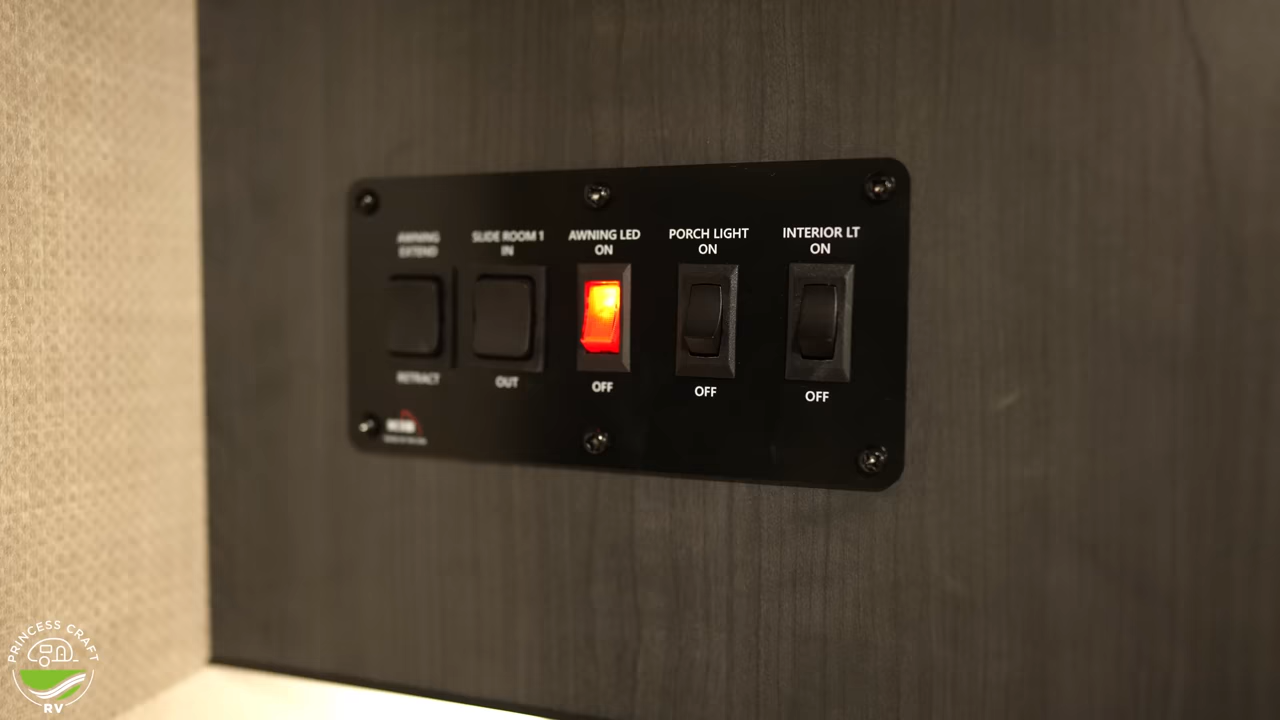 AWNING
EXTEND
RETRACT
SLIDE ROOM 1
IN
OUT
AWNING LED
ON
OFF
PORCH LIGHT
ON
OFF
INTERIOR LT
ON
OFF
PRINCESS CRAFT
RV